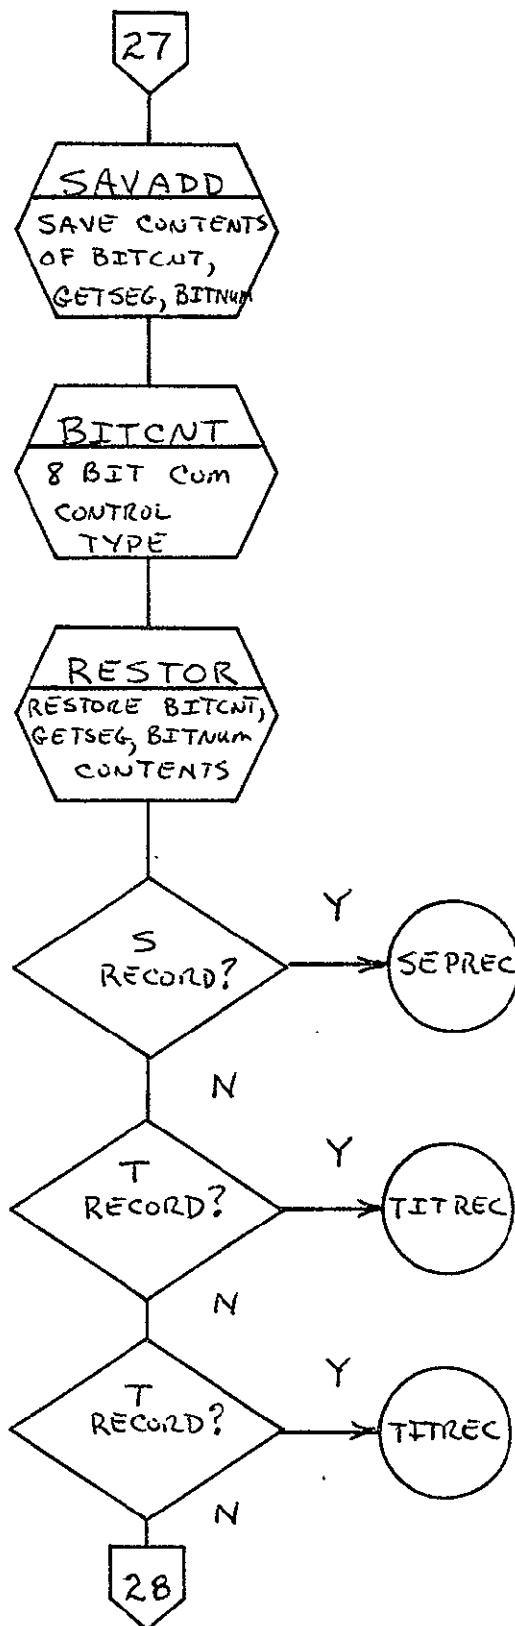 27
SAVADD
SAVE CONTENTS
OF BITCNT,
GETSEG, BITNUM
BITCNT
8 BIT COM
CONTROL
TYPE
RESTOR
RESTORE BITCNT,
GETSEG, BITNUM
CONTENTS
S
RECORD?
Y
SEPREC
N
T
RECORD?
Y
TITREC
N
T
RECORD?
Y
TITREC
N
28